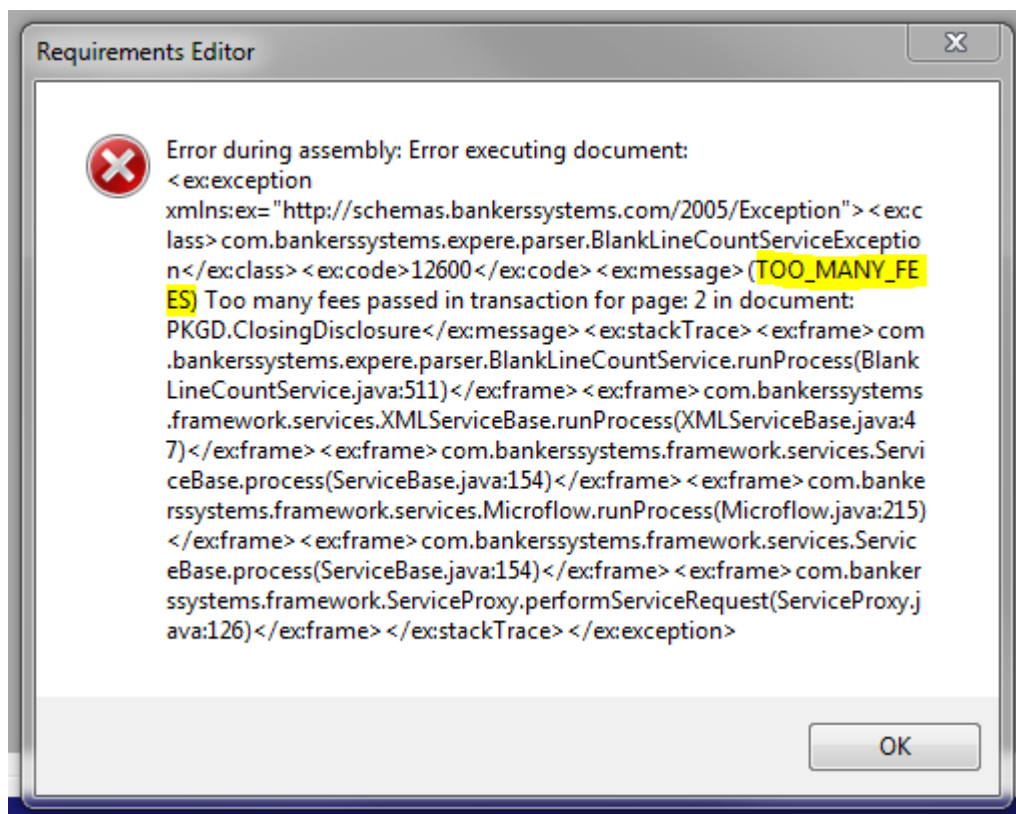 Requirements Editor
Error during assembly: Error executing document:
<ex:exception
xmlns:ex="http://schemas.bankerssystems.com/2005/Exception"><ex:c
lass>com.bankerssystems.expere.parser.BlankLineCountServiceExceptio
n</ex:class><ex:code>12600</ex:code><ex:message>(TOO_MANY_FE
ES) Too many fees passed in transaction for page: 2 in document:
PKGD.ClosingDisclosure</ex:message><ex:stackTrace><ex:frame>com
.bankerssystems.expere.parser.BlankLineCountService.runProcess(Blank
LineCountService.java:511)</ex:frame><ex:frame>com.bankerssystems
.framework.services.XMLServiceBase.runProcess(XMLServiceBase.java:4
7)</ex:frame><ex:frame>com.bankerssystems.framework.services.Servi
ceBase.process(ServiceBase.java:154)</ex:frame><ex:frame>com.banke
rssystems.framework.services.Microflow.runProcess(Microflow.java:215)
</ex:frame><ex:frame>com.bankerssystems.framework.services.Servic
eBase.process(ServiceBase.java:154)</ex:frame><ex:frame>com.banker
ssystems.framework.ServiceProxy.performServiceRequest(ServiceProxy.j
ava:126)</ex:frame></ex:stackTrace></ex:exception>
OK